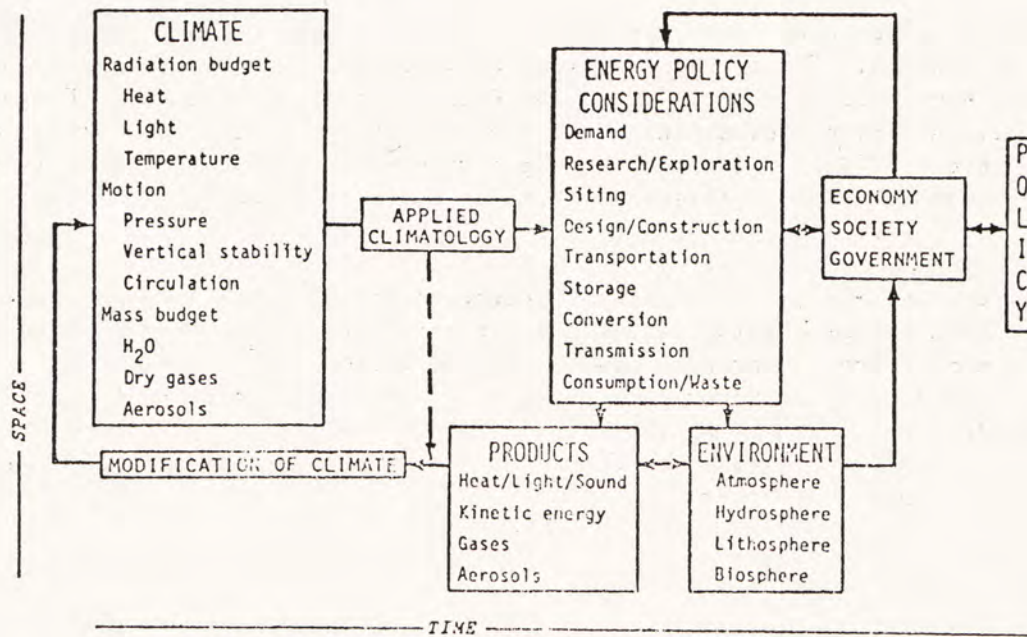 CLIMATE
Radiation budget
Heat
Light
Temperature
Motion
Pressure
Vertical stability
Circulation
Mass budget
H2O
Dry gases
Aerosols
APPLIED
CLIMATOLOGY
ENERGY POLICY
CONSIDERATIONS
Demand
Research/Exploration
Siting
Design/Construction
Transportation
Storage
Conversion
Transmission
Consumption/Waste
ECONOMY
SOCIETY
GOVERNMENT
POLICY
MODIFICATION OF CLIMATE
PRODUCTS
Heat/Light/Sound
Kinetic energy
Gases
Aerosols
ENVIRONMENT
Atmosphere
Hydrosphere
Lithosphere
Biosphere
SPACE
TIME